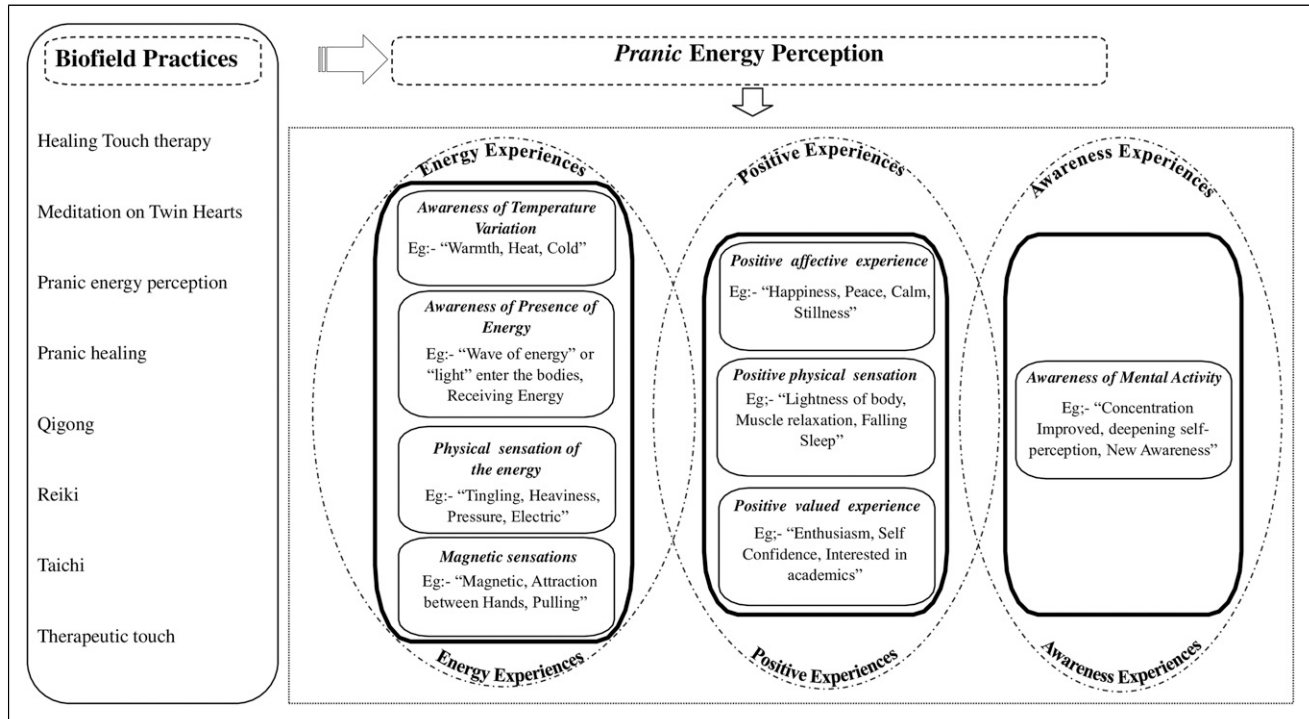 Biofield Practices
Healing Touch therapy
Meditation on Twin Hearts
Pranic energy perception
Pranic healing
Qigong
Reiki
Taichi
Therapeutic touch
Pranic Energy Perception
Energy Experiences
Awareness of Temperature
Variation
Eg:- “Warmth, Heat, Cold”
Awareness of Presence of
Energy
Eg:- “Wave of energy” or
“light” enter the bodies,
Receiving Energy
Physical sensation of
the energy
Eg:- “Tingling, Heaviness,
Pressure, Electric”
Magnetic sensations
Eg:- “Magnetic, Attraction
between Hands, Pulling”
Energy Experiences
Positive Experiences
Positive affective experience
Eg:- “Happiness, Peace, Calm,
Stillness”
Positive physical sensation
Eg;- “Lightness of body,
Muscle relaxation, Falling
Sleep”
Positive valued experience
Eg;- “Enthusiasm, Self
Confidence, Interested in
academics”
Positive Experiences
Awareness Experiences
Awareness of Mental Activity
Eg;- “Concentration
Improved, deepening self-
perception, New Awareness”
Awareness Experiences